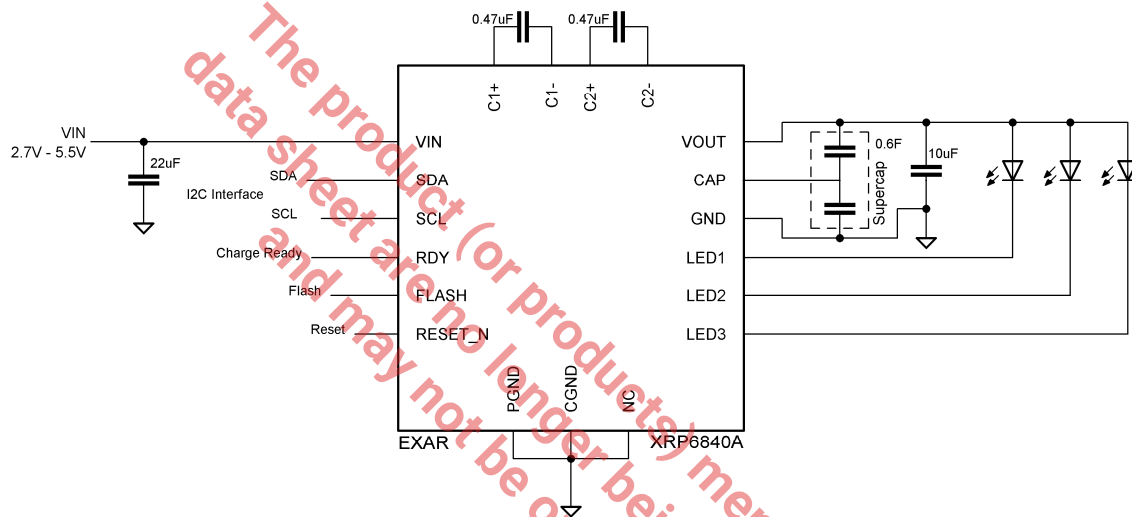 0.47uF
0.47uF
C1+
C1-
C2+
C2-
VIN
2.7V - 5.5V
22uF
I2C Interface
SDA
SCL
Charge Ready
Flash
Reset
VIN
SDA
SCL
RDY
FLASH
RESET_N
VOUT
CAP
GND
LED1
LED2
LED3
0.6F
Supercap
10uF
PGND
CGND
NC
EXAR
XRP6840A
The product (or products) men
data sheet are no longer bein
and may not be o